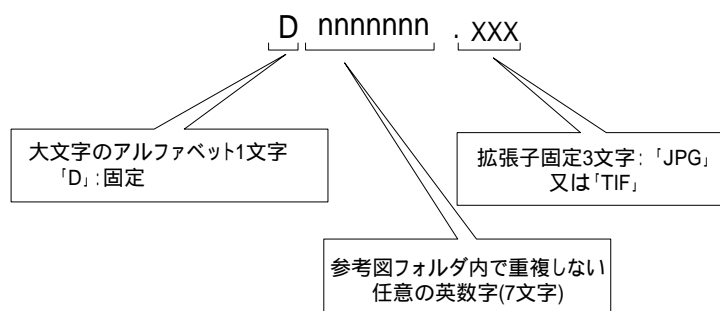 D nnnnnnn . XXX
大文字のアルファベット1文字
「D」:固定
拡張子固定3文字:「JPG」
又は「TIF」
参考図フォルダ内で重複しない
任意の英数字(7文字)